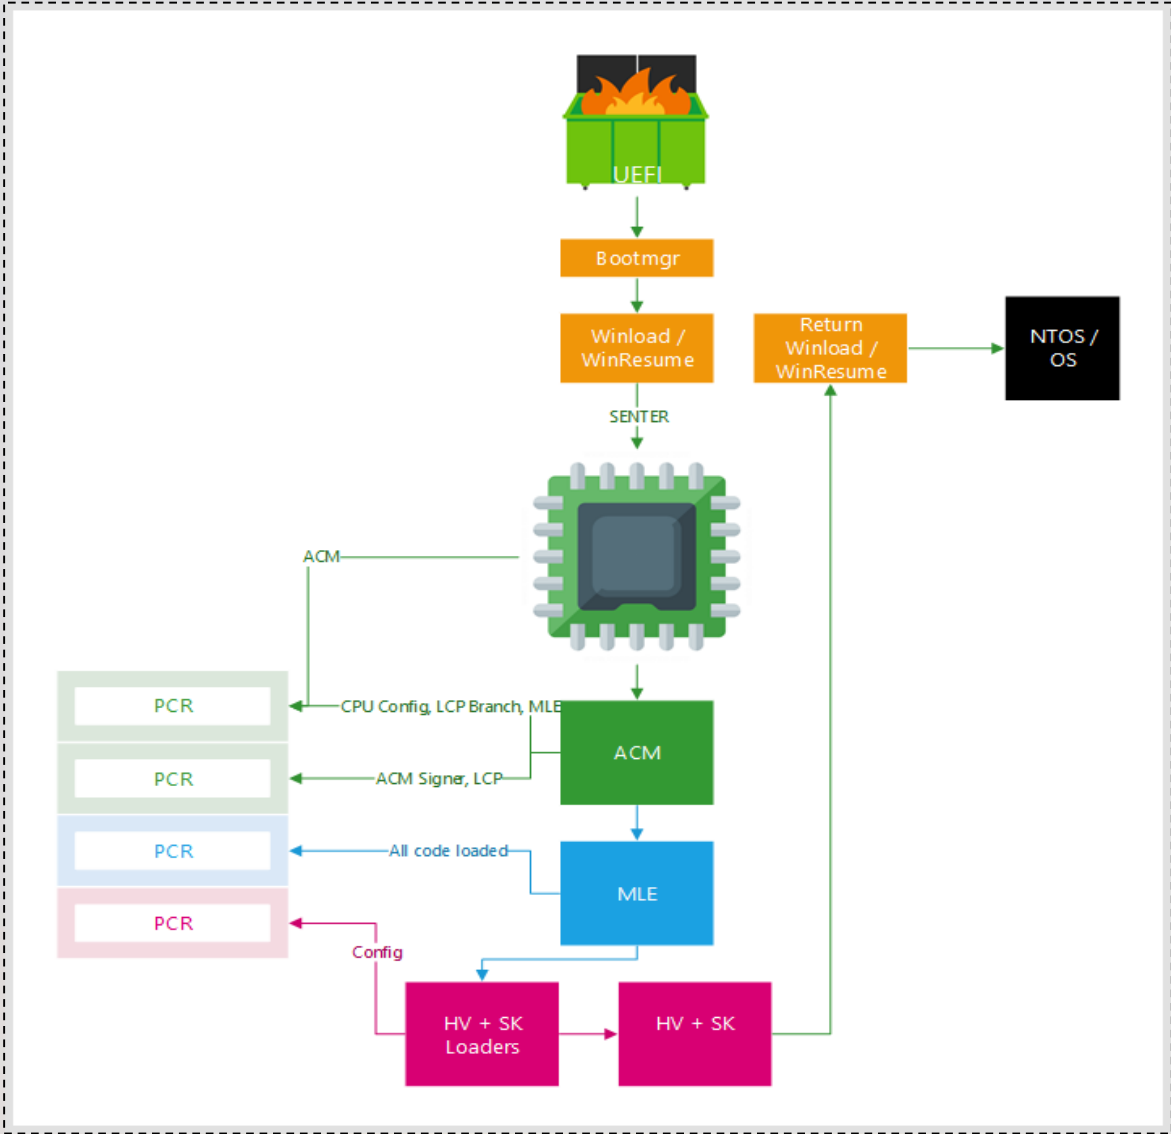 UEFI
Bootmgr
Winload /
WinResume
Return
Winload /
WinResume
NTOS /
OS
SENTER
ACM
PCR
CPU Config, LCP Branch, MLE
ACM
PCR
ACM Signer, LCP
PCR
All code loaded
MLE
PCR
Config
HV + SK
Loaders
HV + SK